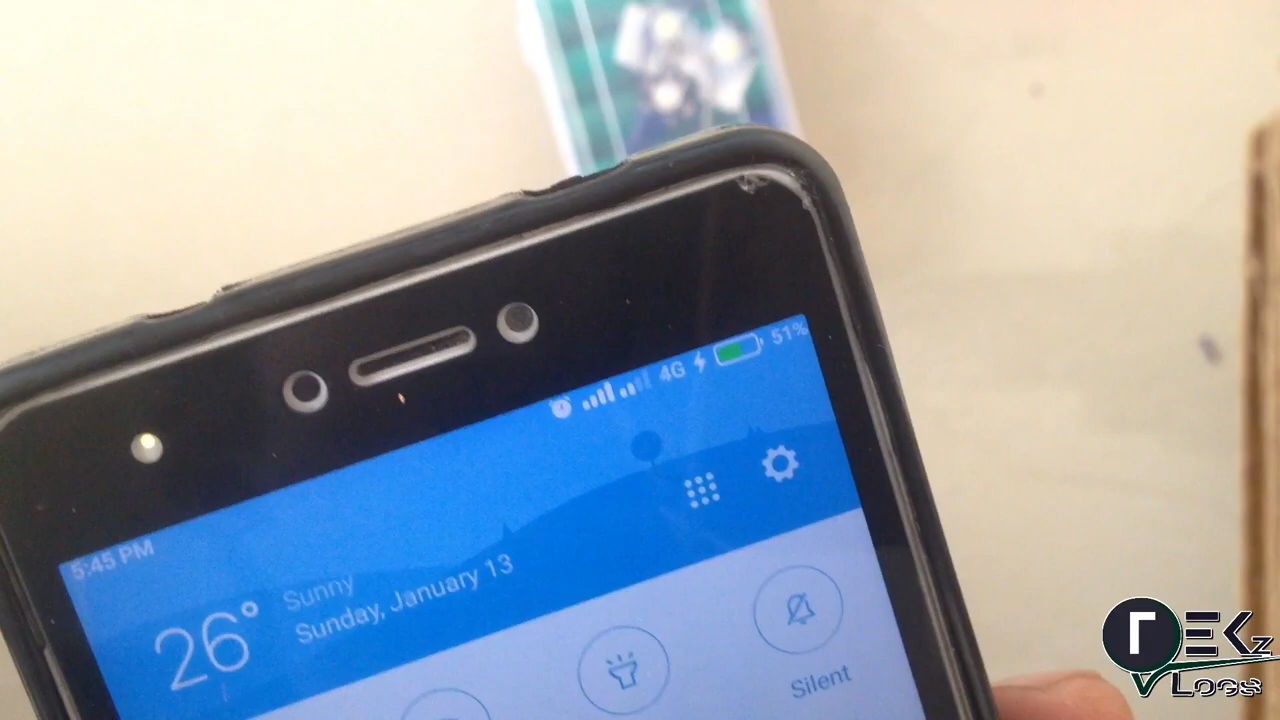 4G 51%
5:45 PM
26° Sunny
Sunday, January 13
Silent
TEKz
VLOGS